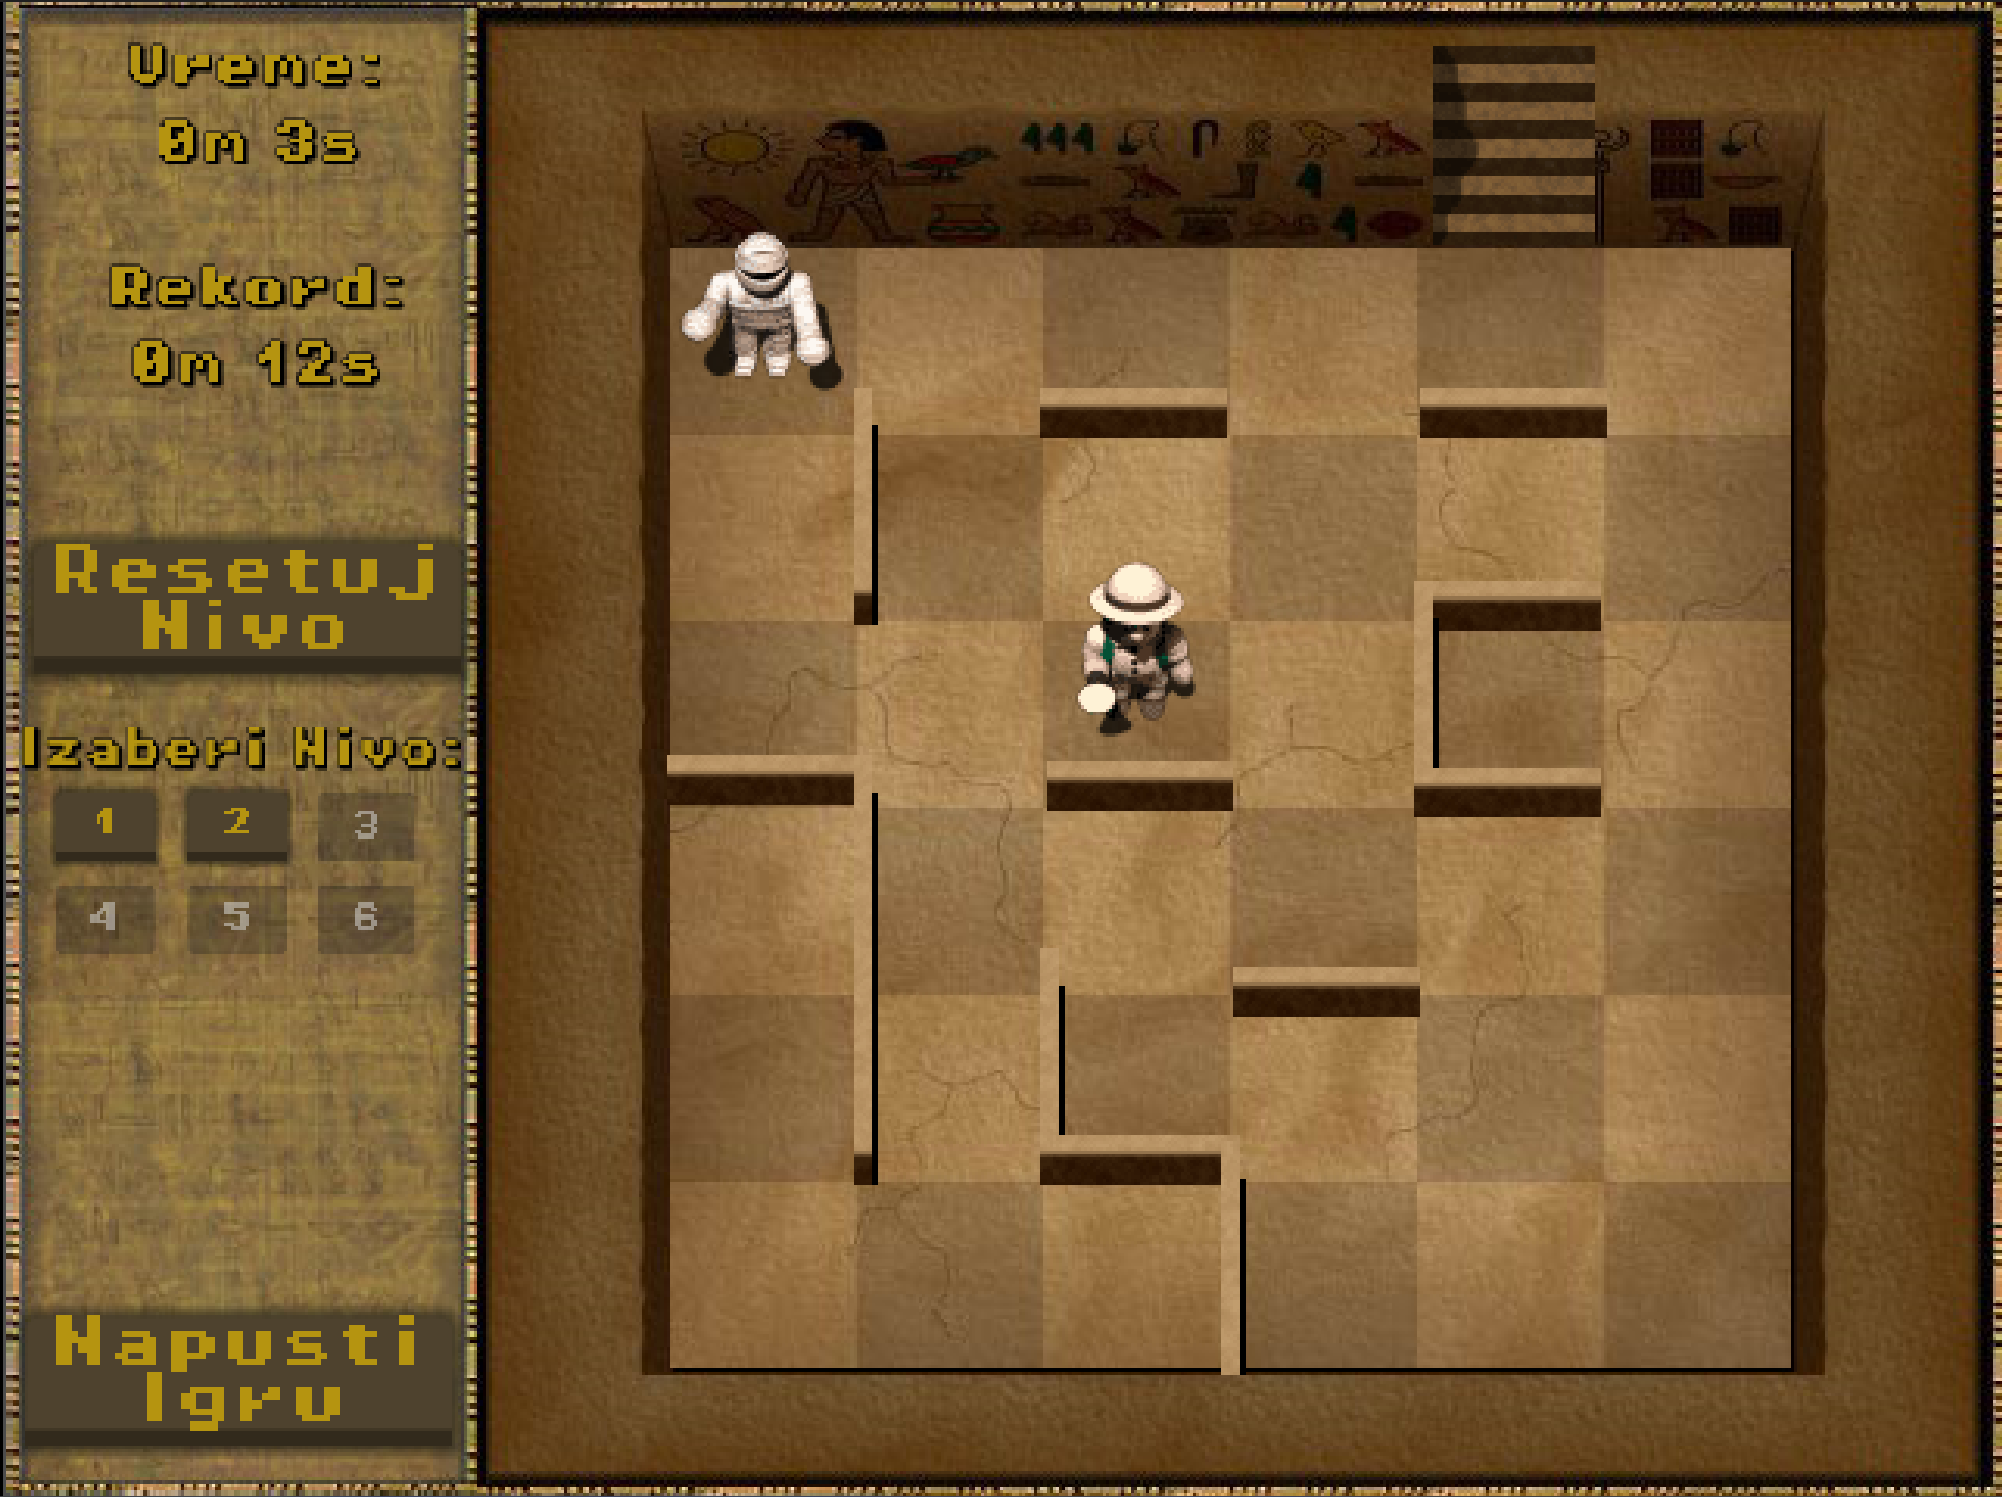 Vreme:
0m 3s
Rekord:
0m 12s
Resetuj
Nivo
Izaberi Nivo:
1 2 3
4 5 6
Napusti
Igru